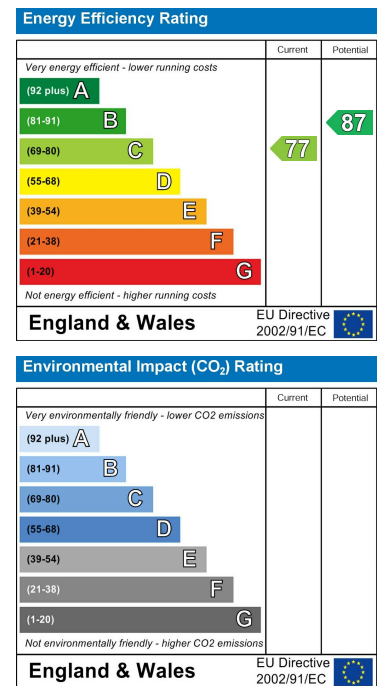 Energy Efficiency Rating
Current Potential
Very energy efficient - lower running costs
(92 plus) A
(81-91) B
87
(69-80) C
77
(55-68) D
(39-54) E
(21-38) F
(1-20) G
Not energy efficient - higher running costs
England & Wales
EU Directive
2002/91/EC
Environmental Impact (CO₂) Rating
Current Potential
Very environmentally friendly - lower CO2 emissions
(92 plus) A
(81-91) B
(69-80) C
(55-68) D
(39-54) E
(21-38) F
(1-20) G
Not environmentally friendly - higher CO2 emissions
England & Wales
EU Directive
2002/91/EC